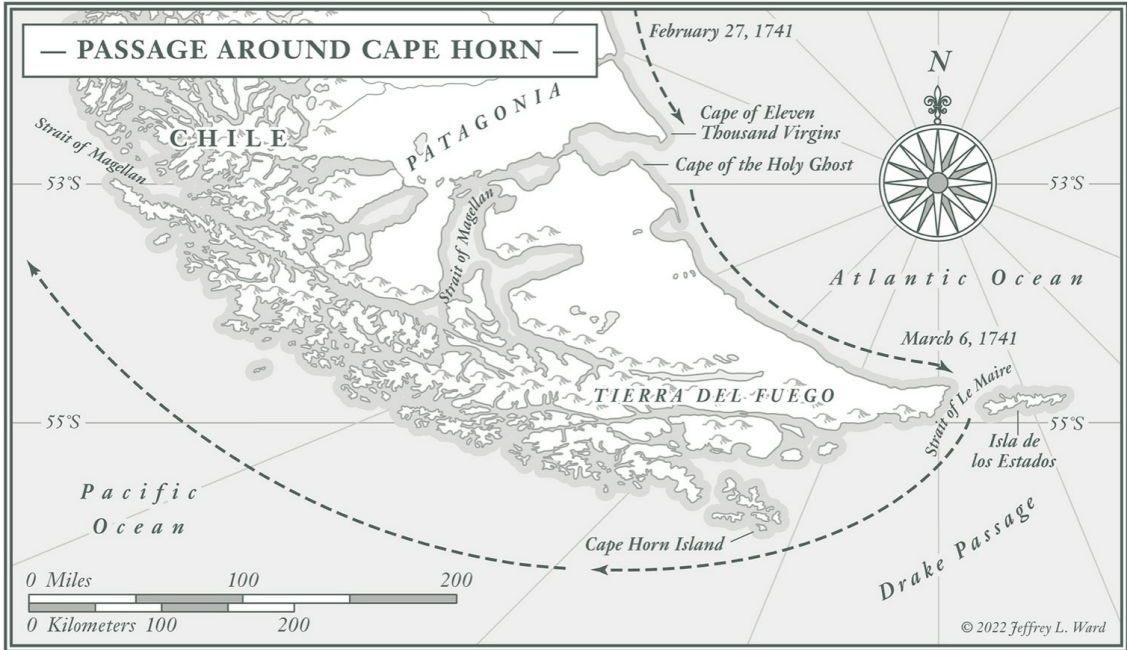 — PASSAGE AROUND CAPE HORN —
February 27, 1741
N
Cape of Eleven
Thousand Virgins
Cape of the Holy Ghost
CHILE
PATAGONIA
Strait of Magellan
53°S
53°S
Strait of Magellan
Atlantic Ocean
March 6, 1741
TIERRA DEL FUEGO
Strait of Le Maire
55°S
55°S
Isla de
los Estados
Pacific
Ocean
Cape Horn Island
Drake Passage
0 Miles 100 200
0 Kilometers 100 200
© 2022 Jeffrey L. Ward